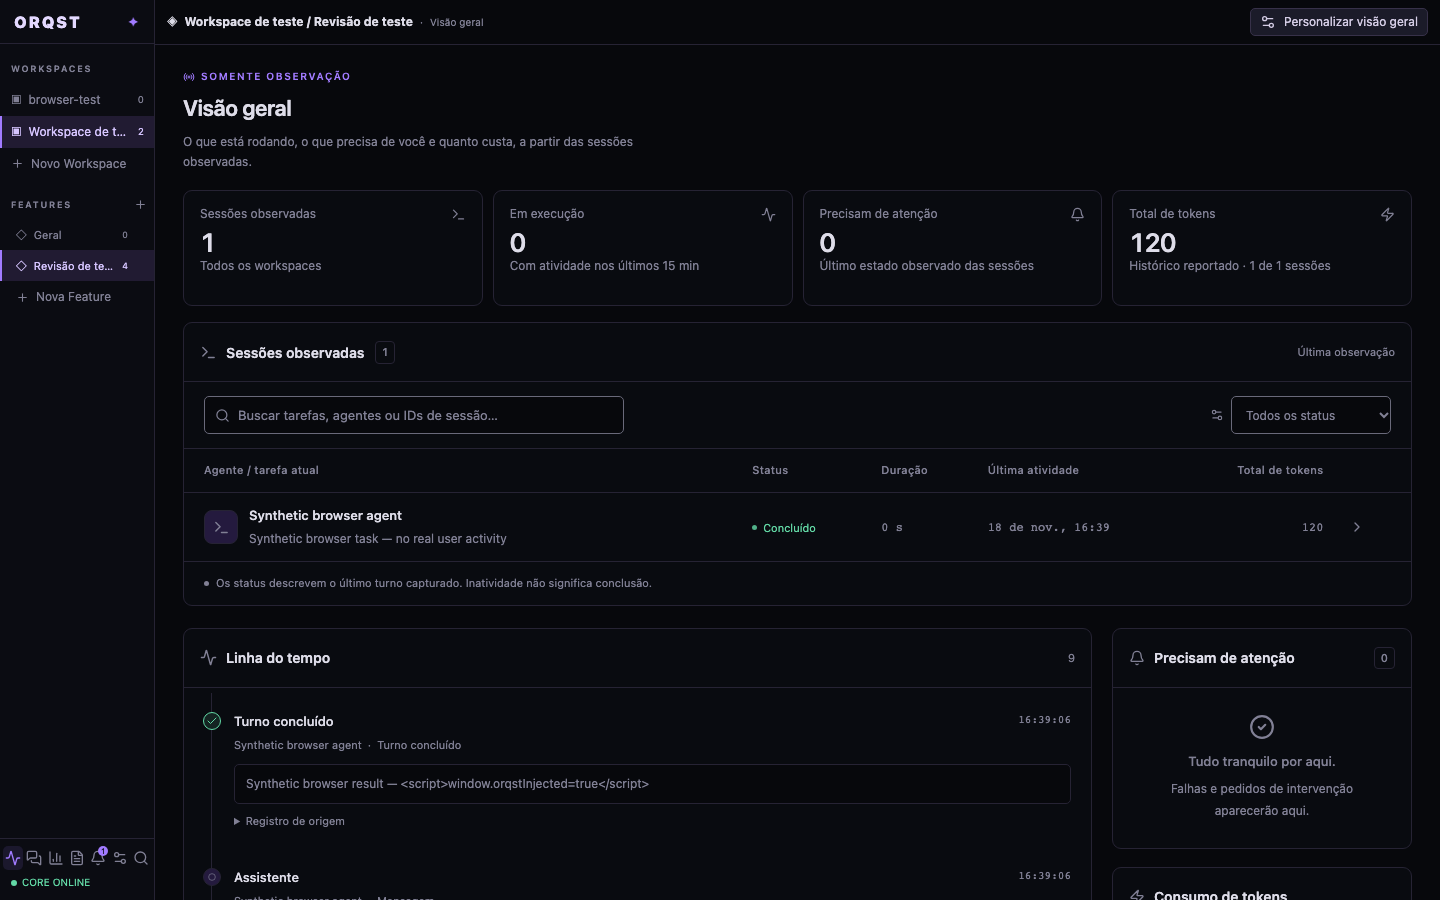 ORQST
WORKSPACES
browser-test 0
Workspace de t... 2
Novo Workspace
FEATURES
Geral 0
Revisão de te... 4
Nova Feature
1
CORE ONLINE
Workspace de teste / Revisão de teste · Visão geral
Personalizar visão geral
SOMENTE OBSERVAÇÃO
Visão geral
O que está rodando, o que precisa de você e quanto custa, a partir das sessões
observadas.
Sessões observadas
1
Todos os workspaces
Em execução
0
Com atividade nos últimos 15 min
Precisam de atenção
0
Último estado observado das sessões
Total de tokens
120
Histórico reportado · 1 de 1 sessões
Sessões observadas 1
Última observação
Buscar tarefas, agentes ou IDs de sessão...
Todos os status
Agente / tarefa atual Status Duração Última atividade Total de tokens
Synthetic browser agent
Synthetic browser task — no real user activity
Concluído 0 s 18 de nov., 16:39 120
Os status descrevem o último turno capturado. Inatividade não significa conclusão.
Linha do tempo 9
Turno concluído 16:39:06
Synthetic browser agent · Turno concluído
Synthetic browser result — <script>window.orqstInjected=true</script>
Registro de origem
Assistente 16:39:06
Synthetic browser agent · Mensagem
Precisam de atenção 0
Tudo tranquilo por aqui.
Falhas e pedidos de intervenção
aparecerão aqui.
Consumo de tokens